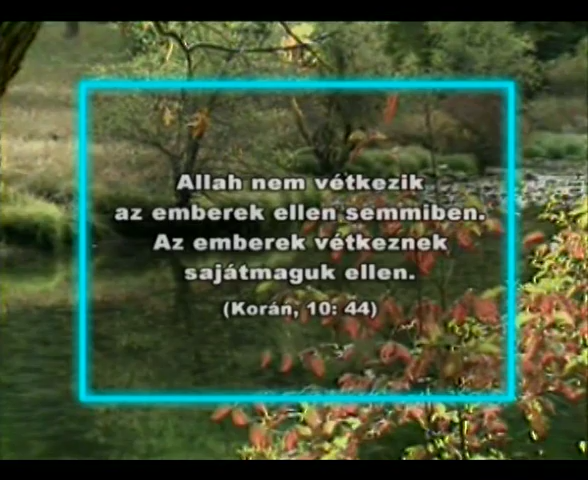 Allah nem vétkezik
az emberek ellen semmiben.
Az emberek vétkeznek
sajátmaguk ellen.
(Korán, 10: 44)